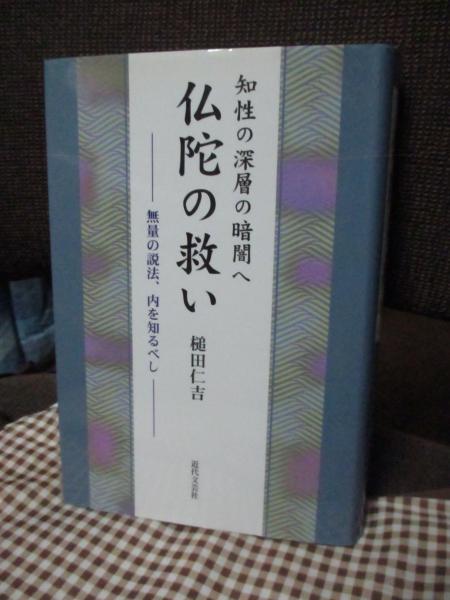 知性の深層の暗闇へ
仏陀の救い
無量の説法、内を知るべし
槌田仁吉
近代文芸社